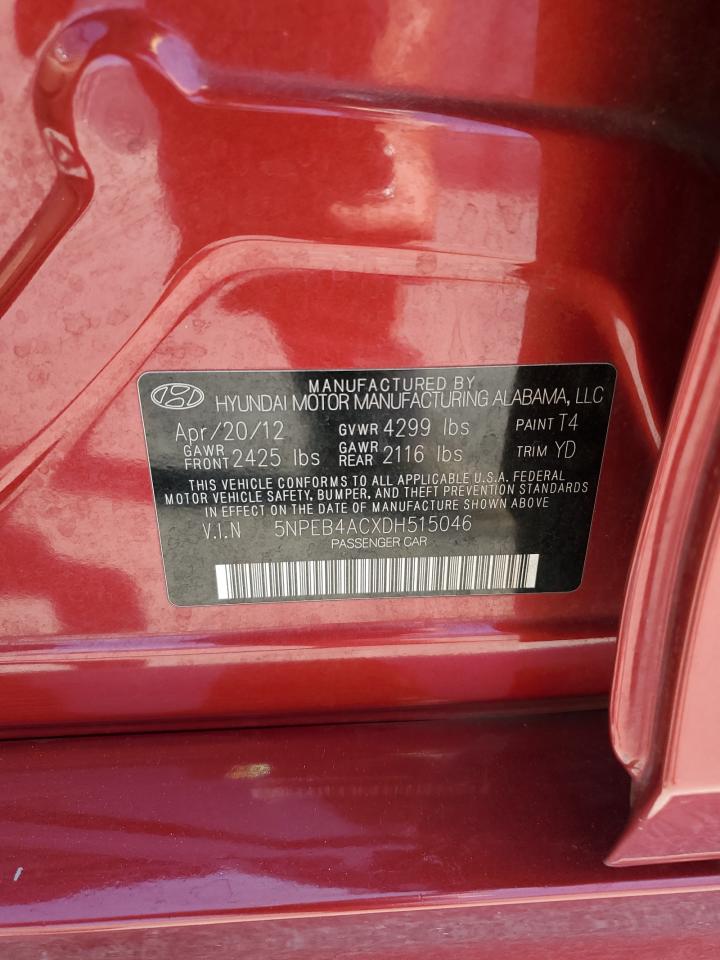 MANUFACTURED BY
HYUNDAI MOTOR MANUFACTURING ALABAMA, LLC
Apr/20/12 GVWR 4299 lbs PAINT T4
GAWR FRONT 2425 lbs GAWR REAR 2116 lbs TRIM YD
THIS VEHICLE CONFORMS TO ALL APPLICABLE U.S.A. FEDERAL
MOTOR VEHICLE SAFETY, BUMPER, AND THEFT PREVENTION STANDARDS
IN EFFECT ON THE DATE OF MANUFACTURE SHOWN ABOVE
V.I.N 5NPEB4ACXDH515046
PASSENGER CAR